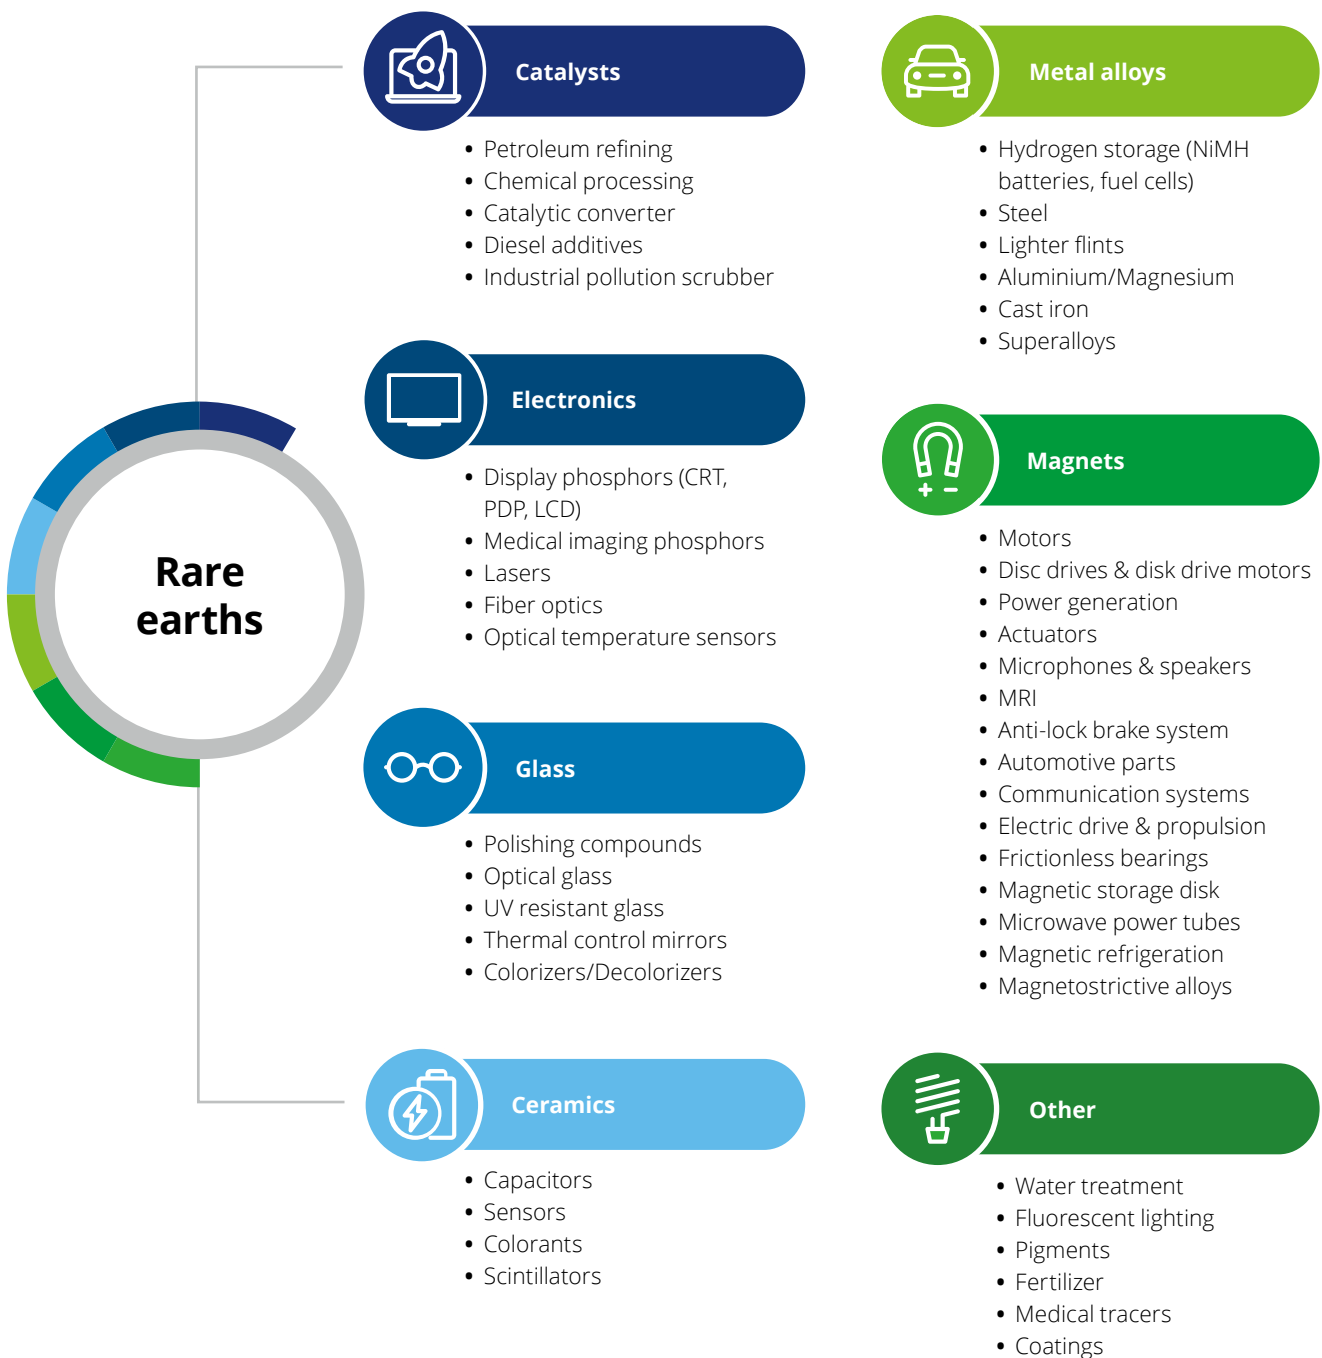 Rare
earths
Catalysts
• Petroleum refining
• Chemical processing
• Catalytic converter
• Diesel additives
• Industrial pollution scrubber
Electronics
• Display phosphors (CRT,
PDP, LCD)
• Medical imaging phosphors
• Lasers
• Fiber optics
• Optical temperature sensors
Glass
• Polishing compounds
• Optical glass
• UV resistant glass
• Thermal control mirrors
• Colorizers/Decolorizers
Ceramics
• Capacitors
• Sensors
• Colorants
• Scintillators
Metal alloys
• Hydrogen storage (NiMH
batteries, fuel cells)
• Steel
• Lighter flints
• Aluminium/Magnesium
• Cast iron
• Superalloys
Magnets
• Motors
• Disc drives & disk drive motors
• Power generation
• Actuators
• Microphones & speakers
• MRI
• Anti-lock brake system
• Automotive parts
• Communication systems
• Electric drive & propulsion
• Frictionless bearings
• Magnetic storage disk
• Microwave power tubes
• Magnetic refrigeration
• Magnetostrictive alloys
Other
• Water treatment
• Fluorescent lighting
• Pigments
• Fertilizer
• Medical tracers
• Coatings